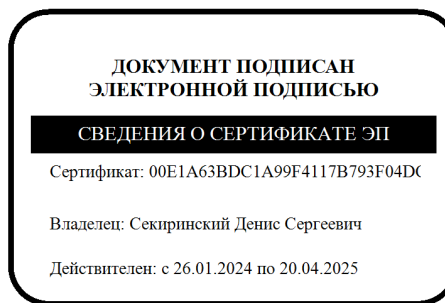 ДОКУМЕНТ ПОДПИСАН
ЭЛЕКТРОННОЙ ПОДПИСЬЮ
СВЕДЕНИЯ О СЕРТИФИКАТЕ ЭП
Сертификат: 00E1A63BDC1A99F4117B793F04D
Владелец: Секиринский Денис Сергеевич
Действителен: с 26.01.2024 по 20.04.2025